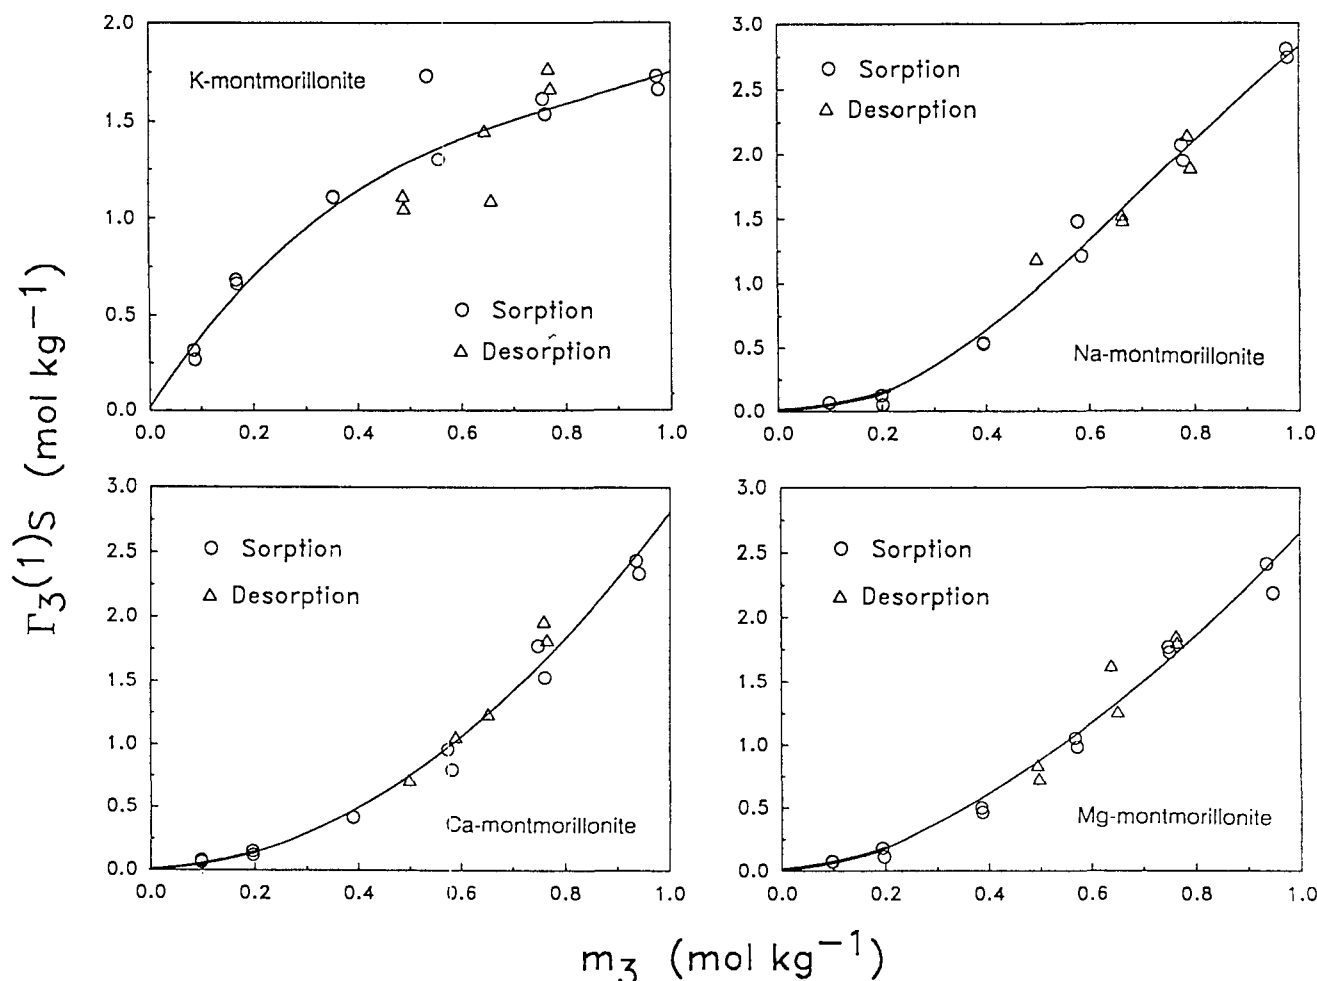 Γ3(1)S (mol kg−1)
2.0
1.5
1.0
0.5
0.0
K-montmorillonite
Sorption
Desorption
0.0 0.2 0.4 0.6 0.8 1.0
3.0
2.5
2.0
1.5
1.0
0.5
0.0
Sorption
Desorption
Na-montmorillonite
0.0 0.2 0.4 0.6 0.8 1.0
3.0
2.5
2.0
1.5
1.0
0.5
0.0
Sorption
Desorption
Ca-montmorillonite
0.0 0.2 0.4 0.6 0.8 1.0
3.0
2.5
2.0
1.5
1.0
0.5
0.0
Sorption
Desorption
Mg-montmorillonite
0.0 0.2 0.4 0.6 0.8 1.0
m3 (mol kg−1)